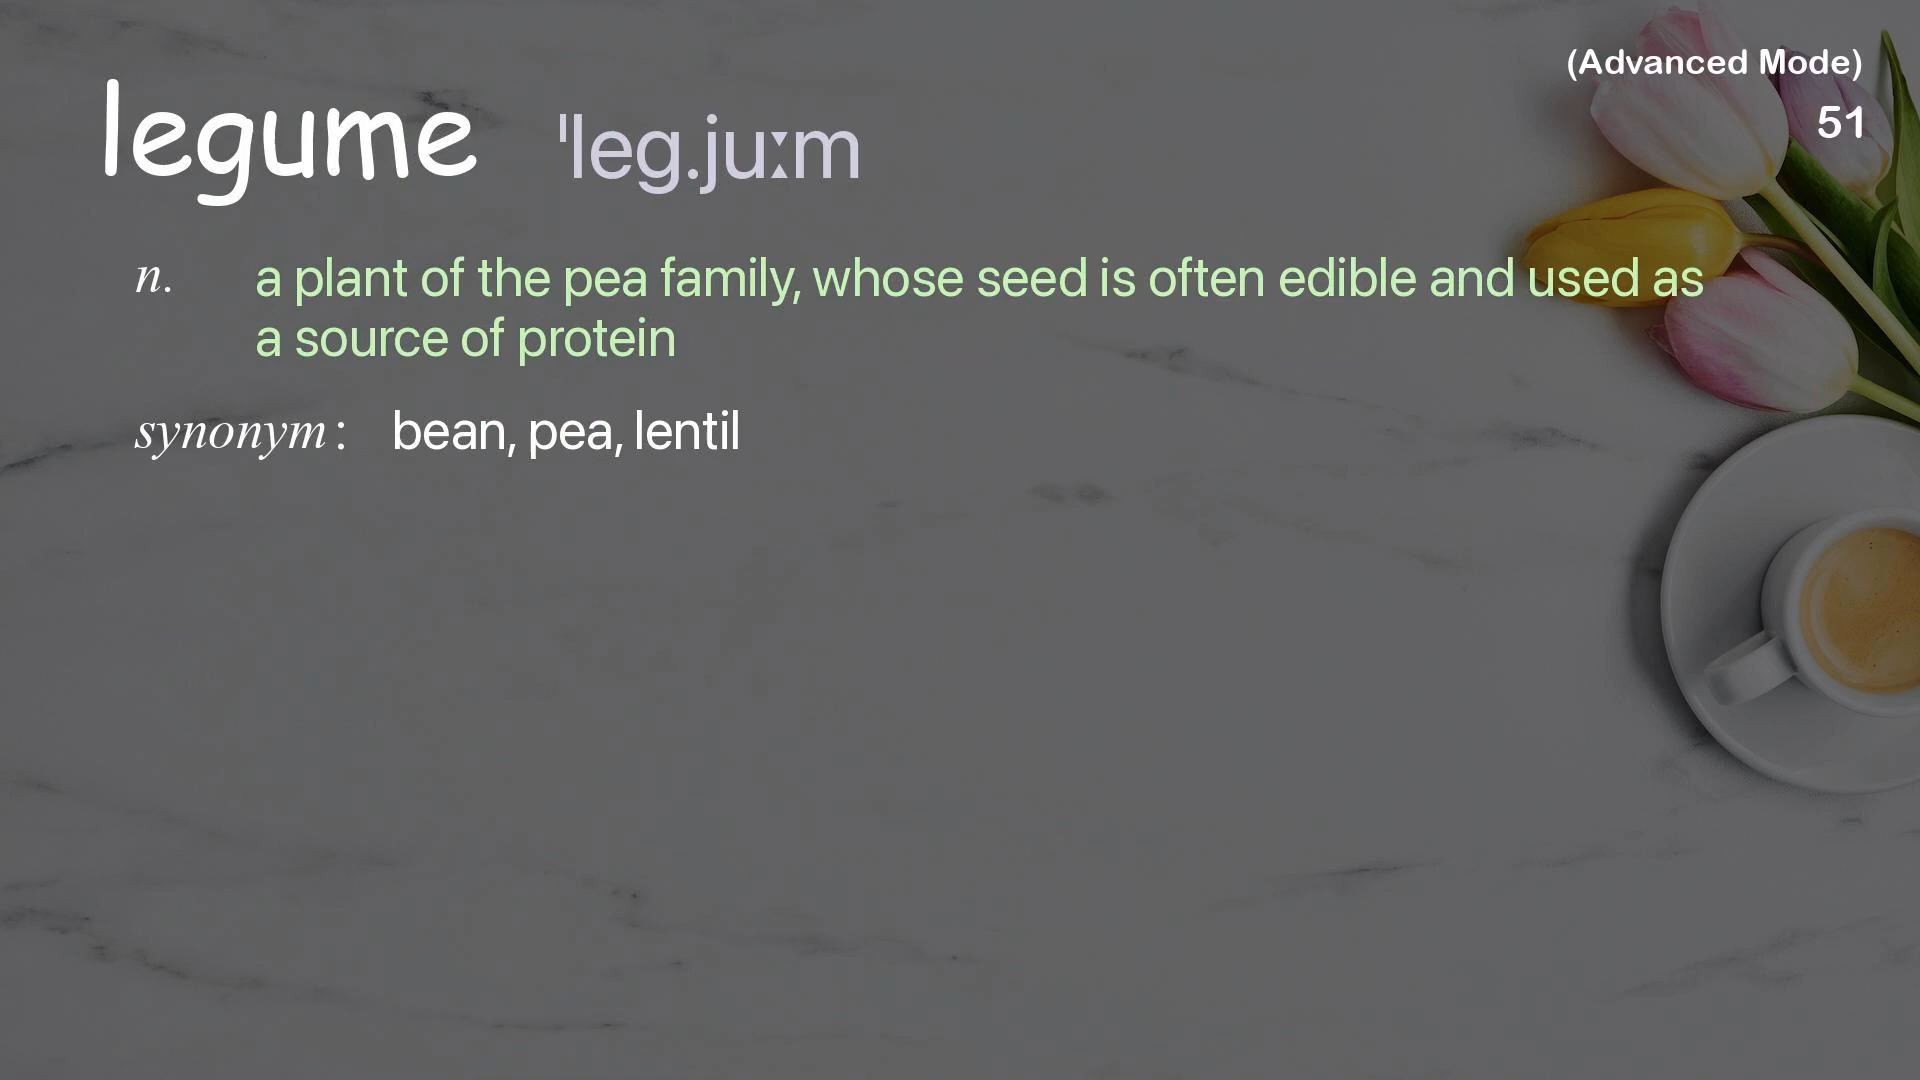 (Advanced Mode)
51
legume ˈleg.juːm
n. a plant of the pea family, whose seed is often edible and used as
a source of protein
synonym: bean, pea, lentil